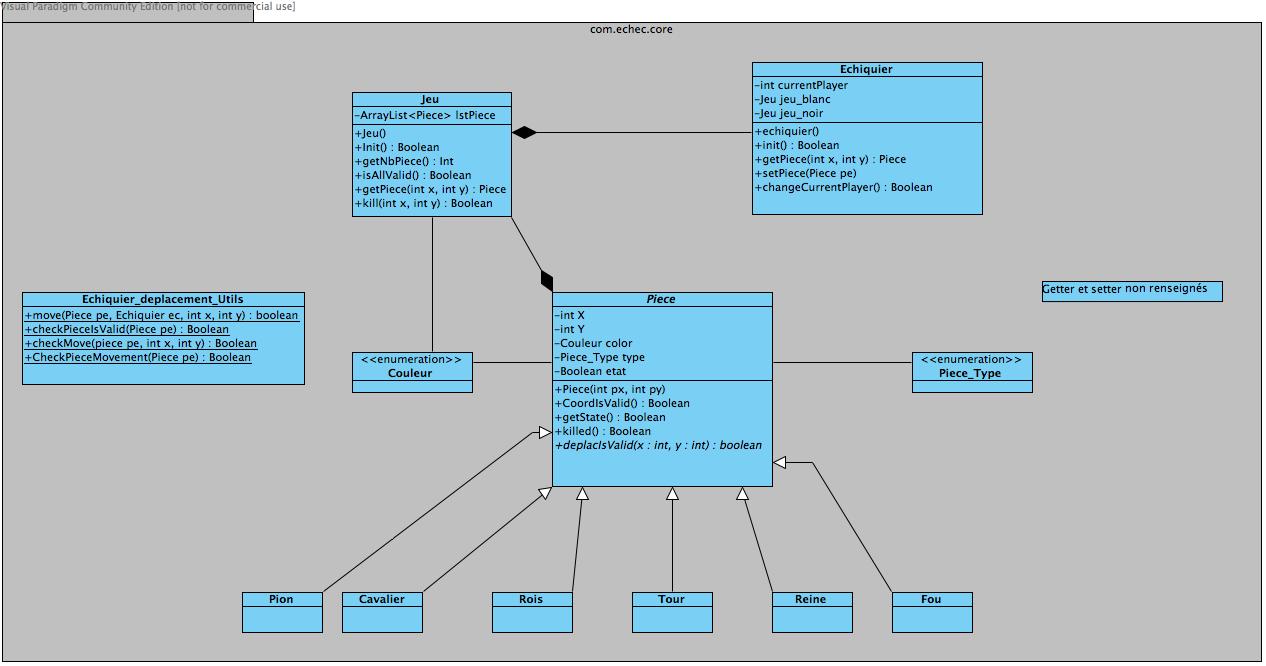 Visual Paradigm Community Edition [not for commercial use]
com.echec.core
Echiquier
-int currentPlayer
-Jeu jeu_blanc
-Jeu jeu_noir
+echiquier()
+init() : Boolean
+getPiece(int x, int y) : Piece
+setPiece(Piece pe)
+changeCurrentPlayer() : Boolean
Jeu
-ArrayList<Piece> lstPiece
+Jeu()
+Init() : Boolean
+getNbPiece() : Int
+isAllValid() : Boolean
+getPiece(int x, int y) : Piece
+kill(int x, int y) : Boolean
Echiquier_deplacement_Utils
+move(Piece pe, Echiquier ec, int x, int y) : boolean
+checkPieceIsValid(Piece pe) : Boolean
+checkMove(piece pe, int x, int y) : Boolean
+CheckPieceMovement(Piece pe) : Boolean
<<enumeration>>
Couleur
Piece
-int X
-int Y
-Couleur color
-Piece_Type type
-Boolean etat
+Piece(int px, int py)
+CoordIsValid() : Boolean
+getState() : Boolean
+killed() : Boolean
+deplacIsValid(x : int, y : int) : boolean
Getter et setter non renseignés
<<enumeration>>
Piece_Type
Pion
Cavalier
Rois
Tour
Reine
Fou